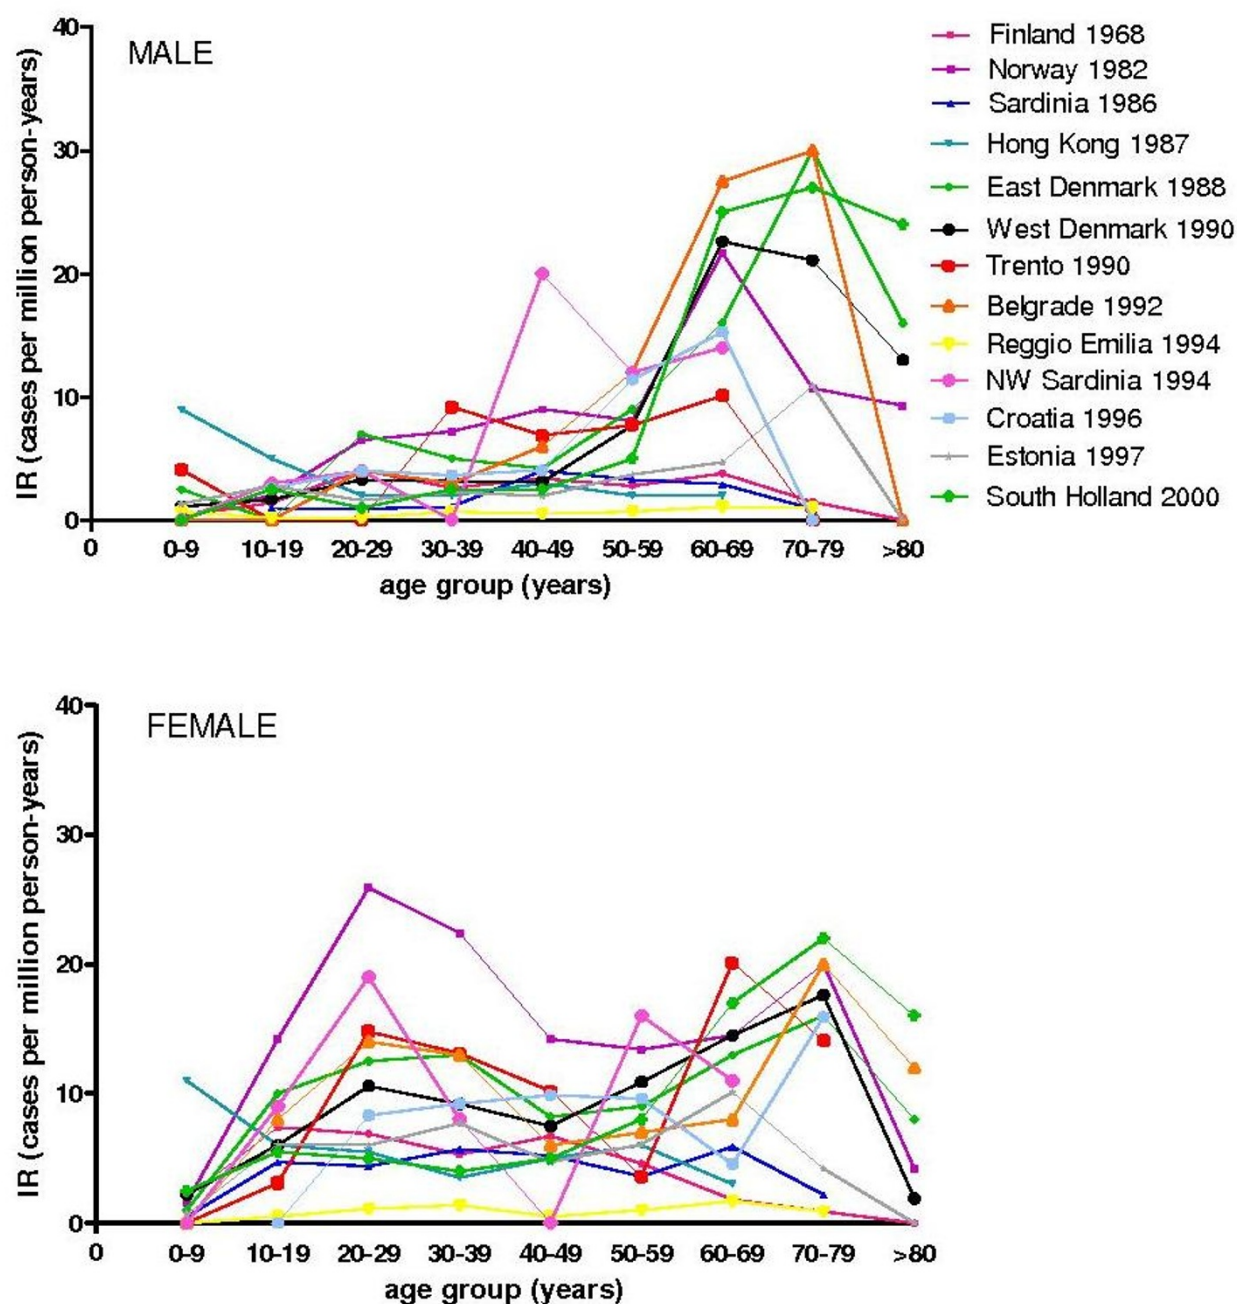 MALE
IR (cases per million person-years)
40
30
20
10
0
0 0-9 10-19 20-29 30-39 40-49 50-59 60-69 70-79 >80
age group (years)
Finland 1968
Norway 1982
Sardinia 1986
Hong Kong 1987
East Denmark 1988
West Denmark 1990
Trento 1990
Belgrade 1992
Reggio Emilia 1994
NW Sardinia 1994
Croatia 1996
Estonia 1997
South Holland 2000
FEMALE
IR (cases per million person-years)
40
30
20
10
0
0 0-9 10-19 20-29 30-39 40-49 50-59 60-69 70-79 >80
age group (years)